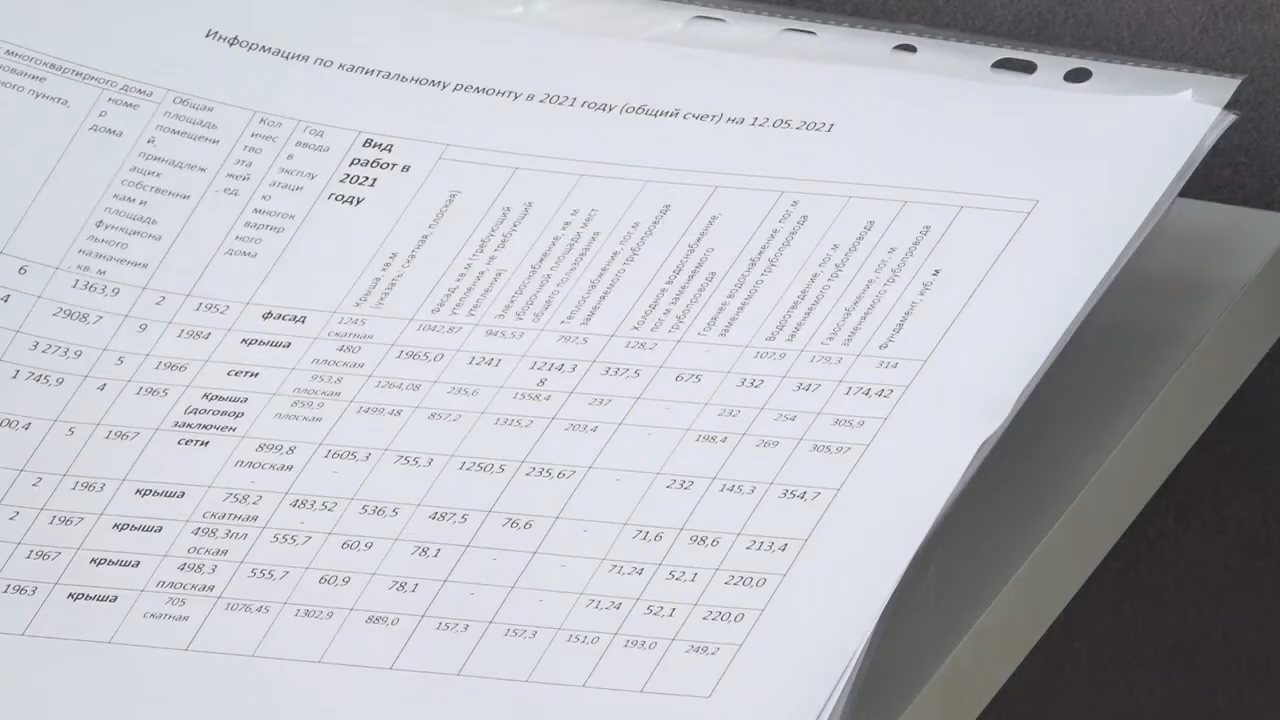 Информация по капитальному ремонту в 2021 году (общий счет) на 12.05.2021
многоквартирного дома
ного пункта,
номе
р
дома
Общая
площадь
помещени
й,
принадлеж
ащих
собственни
кам и
площадь
функциона
льного
назначения
, кв. м
Кол
ичес
тво
эта
жей
, ед.
Год
ввода
в
эксплу
атаци
ю
многок
вартир
ного
дома
Вид
работ в
2021
году
Крыша, кв.м
(указать: скатная, плоская)
Фасад, кв.м (требующий
утепления, не требующий
утепления)
Электроснабжение, кв. м
уборочной площади мест
общего пользования
Теплоснабжение, пог.м
заменяемого трубопровода
Холодное водоснабжение,
пог.м. заменяемого
трубопровода
Горячее водоснабжение, пог.м
заменяемого трубопровода
Водоотведение, пог.м
заменяемого трубопровода
Газоснабжение, пог. м
заменяемого трубопровода
Фундамент, куб. м
6 1363,9 2 1952 фасад 1245 скатная 1042,87 945,53 797,5 128,2 - 107,9 179,3 314
4 2908,7 9 1984 крыша 480 плоская 1965,0 1241 1214,38 337,5 675 332 347 174,42
3 273,9 5 1966 сети 953,8 плоская 1264,08 235,6 1558,4 237 - 232 254 305,9
1 745,9 4 1965 Крыша (договор заключен 859,9 плоская 1499,48 857,2 1315,2 203,4 - 198,4 269 305,97
00,4 5 1967 сети 899,8 плоская - 1605,3 755,3 1250,5 235,67 - 232 145,3 354,7
2 1963 крыша 758,2 скатная 483,52 536,5 487,5 76,6 - 71,6 98,6 213,4
2 1967 крыша 498,3пл оская 555,7 60,9 78,1 - - 71,24 52,1 220,0
1967 крыша 498,3 плоская 555,7 60,9 78,1 - - 71,24 52,1 220,0
1963 крыша 705 скатная 1076,45 1302,9 889,0 157,3 157,3 151,0 193,0 249,2